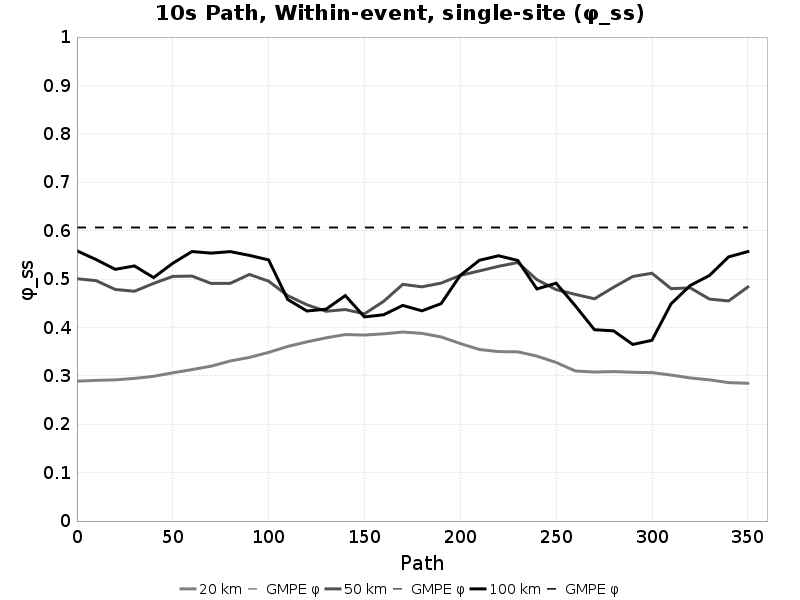 10s Path, Within-event, single-site (φ_ss)
1
0.9
0.8
0.7
0.6
0.5
0.4
0.3
0.2
0.1
0
φ_ss
0 50 100 150 200 250 300 350
Path
20 km GMPE φ 50 km GMPE φ 100 km GMPE φ